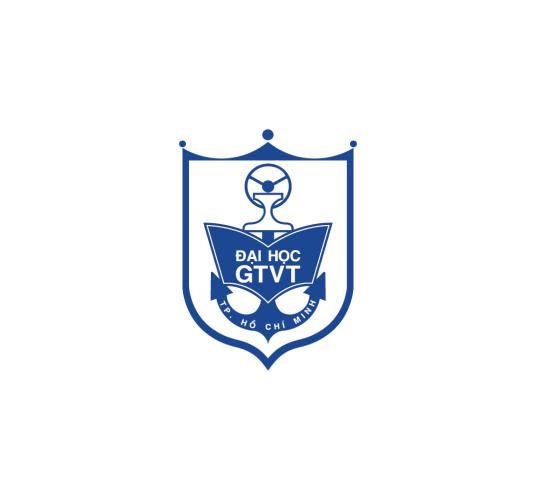 ĐẠI HỌC
GTVT
TP. HỒ CHÍ MINH